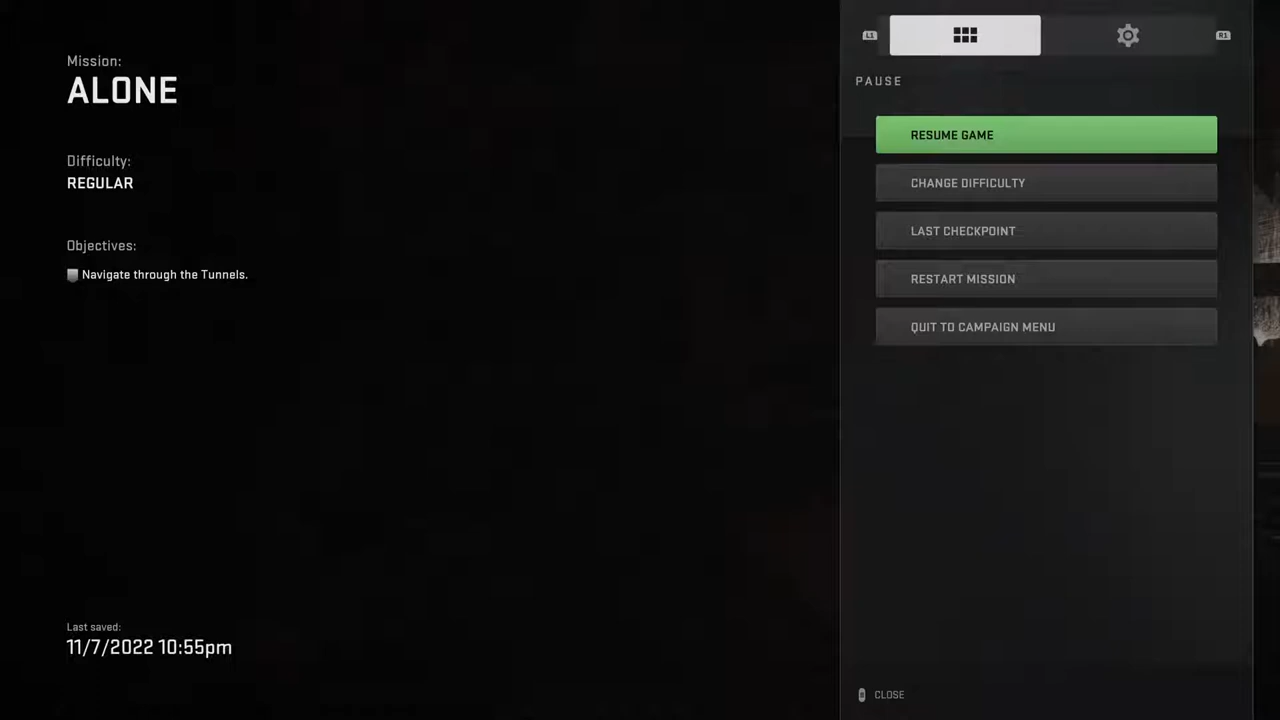 Mission:
ALONE
Difficulty:
REGULAR
Objectives:
Navigate through the Tunnels.
Last saved:
11/7/2022 10:55pm
L1
R1
PAUSE
RESUME GAME
CHANGE DIFFICULTY
LAST CHECKPOINT
RESTART MISSION
QUIT TO CAMPAIGN MENU
CLOSE